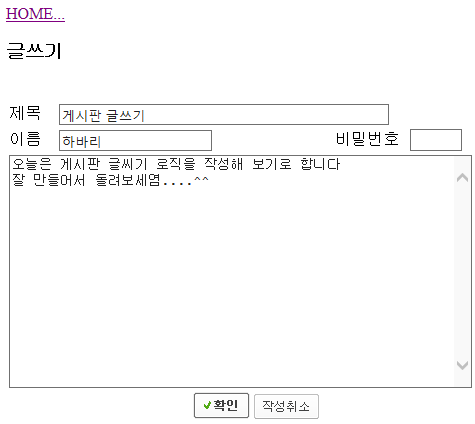 HOME...
글쓰기
제목 게시판 글쓰기
이름 하바리 비밀번호
오늘은 게시판 글씨기 로직을 작성해 보기로 합니다
잘 만들어서 돌려보세염....^^
확인 작성취소